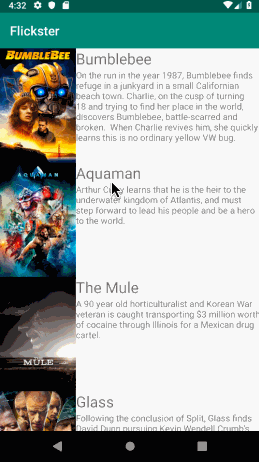 4:32
Flickster
BUMBLEBEE
Bumblebee
On the run in the year 1987, Bumblebee finds
refuge in a junkyard in a small Californian
beach town. Charlie, on the cusp of turning
18 and trying to find her place in the world,
discovers Bumblebee, battle-scarred and
broken. When Charlie revives him, she quickly
learns this is no ordinary yellow VW bug.
AQUAMAN
Aquaman
Arthur Curry learns that he is the heir to the
underwater kingdom of Atlantis, and must
step forward to lead his people and be a hero
to the world.
The Mule
A 90 year old horticulturalist and Korean War
veteran is caught transporting $3 million worth
of cocaine through Illinois for a Mexican drug
cartel.
MULE
Glass
Following the conclusion of Split, Glass finds
David Dunn pursuing Kevin Wendell Crumb's